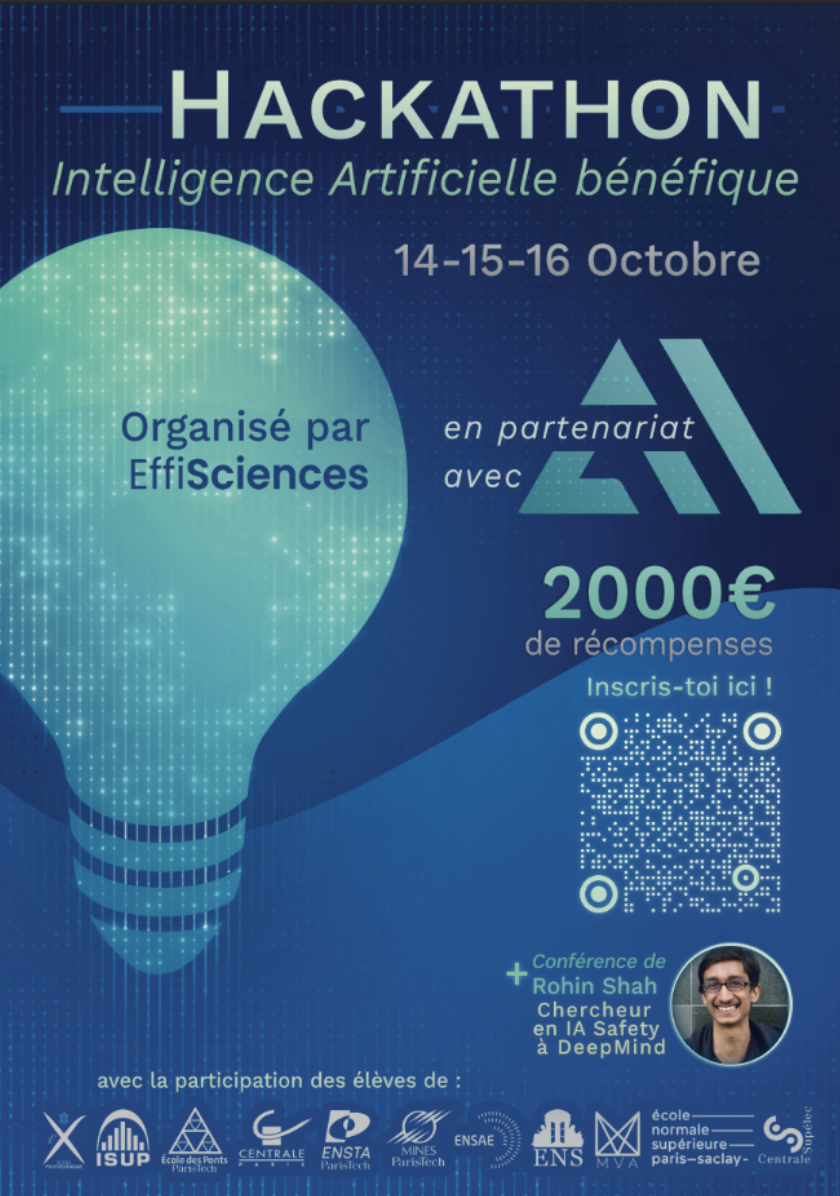 HACKATHON
Intelligence Artificielle bénéfique
14-15-16 Octobre
Organisé par
EffiSciences
en partenariat
avec
2000€
de récompenses
Inscris-toi ici !
+ Conférence de
Rohin Shah
Chercheur
en IA Safety
à DeepMind
avec la participation des élèves de :
X
ISUP
École des Ponts
ParisTech
CENTRALE
PARIS
ENSTA
ParisTech
MINES
ParisTech
ENSAE
ENS
MVA
école
normale
supérieure
paris–saclay–
Centrale
Supélec